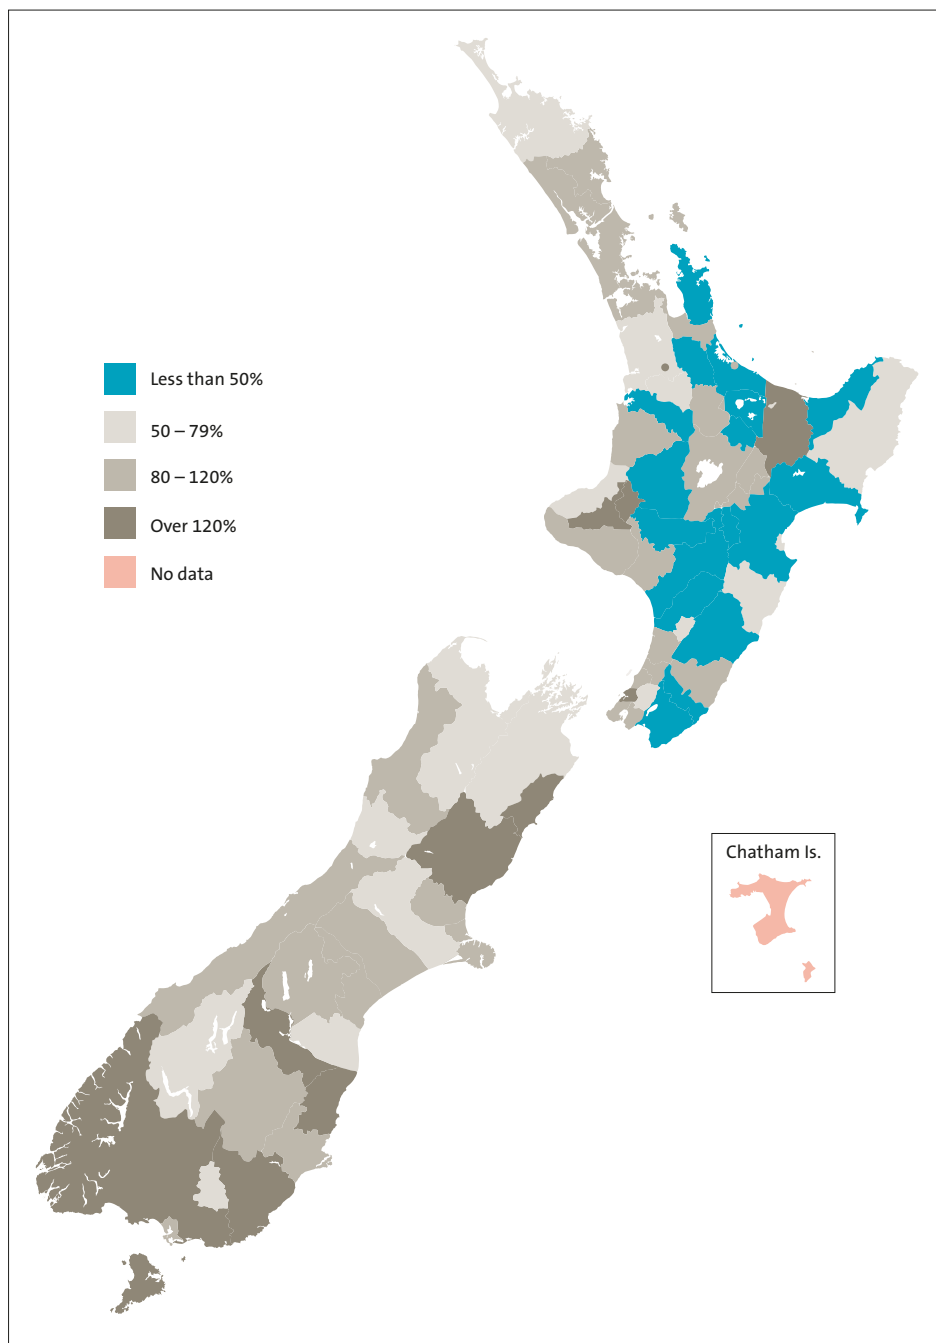 Less than 50%
50 – 79%
80 – 120%
Over 120%
No data
Chatham Is.